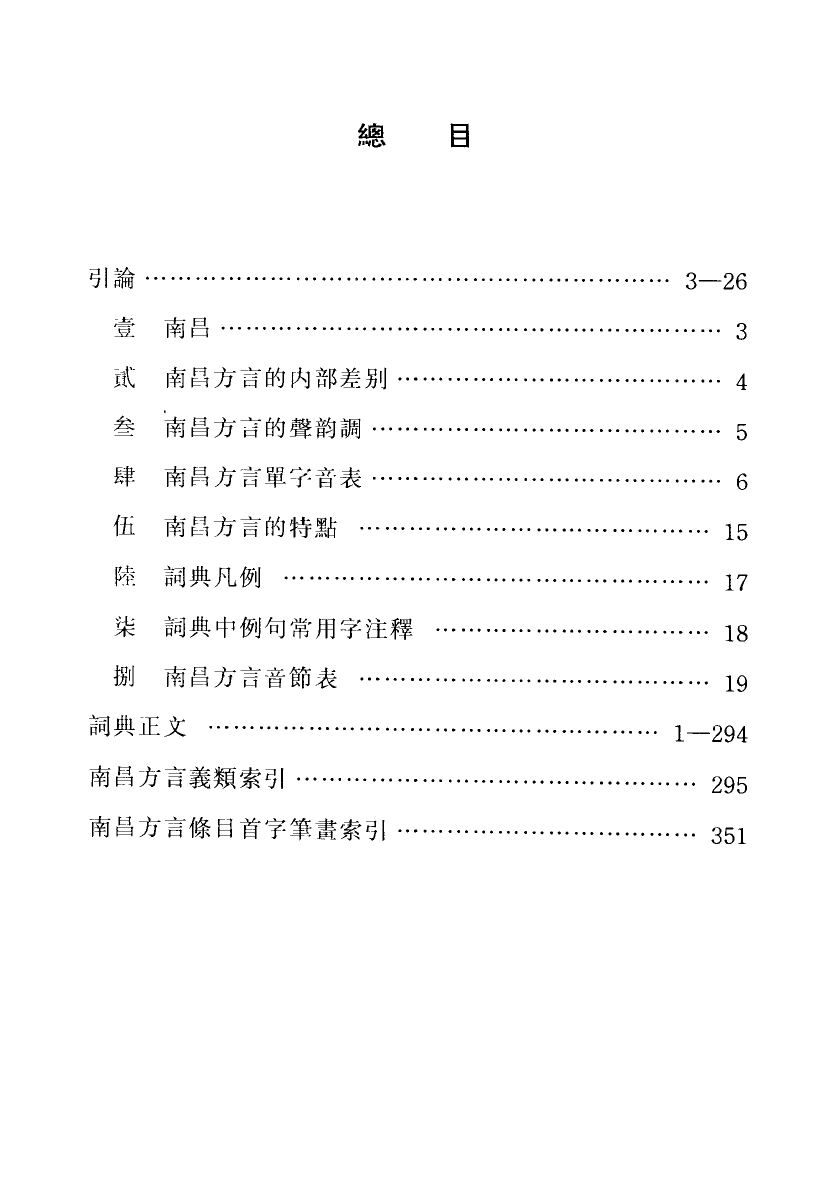 總　目
引論 …………………………………………………………… 3—26
壹　南昌 ………………………………………………………… 3
貳　南昌方言的内部差别 ………………………………… 4
叁　南昌方言的聲韵調 …………………………………… 5
肆　南昌方言單字音表 …………………………………… 6
伍　南昌方言的特點 …………………………………… 15
陸　詞典凡例 …………………………………………… 17
柒　詞典中例句常用字注釋 …………………………… 18
捌　南昌方言音節表 …………………………………… 19
詞典正文 ……………………………………………… 1—294
南昌方言義類索引 ………………………………………… 295
南昌方言條目首字筆畫索引 ……………………………… 351